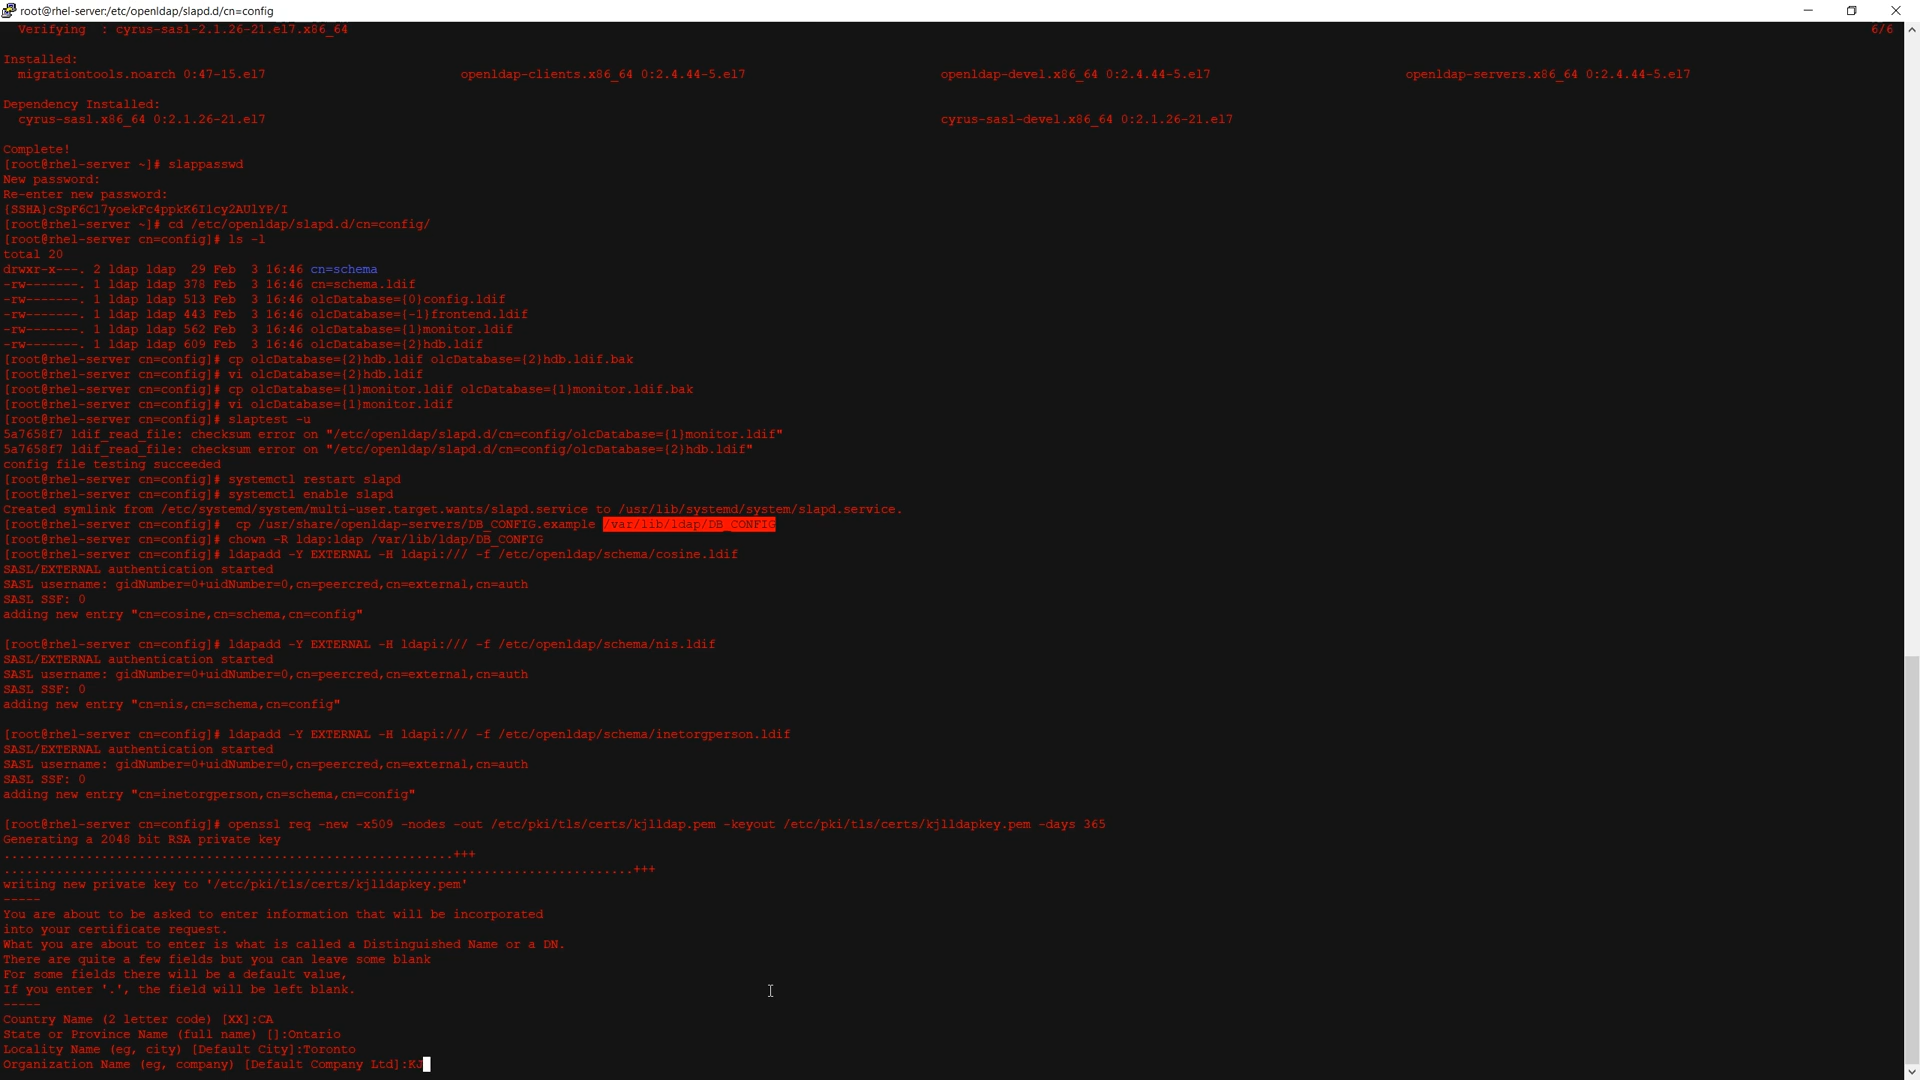 root@rhel-server:/etc/openldap/slapd.d/cn=config
Verifying : cyrus-sasl-2.1.26-21.el7.x86_64 6/6
Installed:
migrationtools.noarch 0:47-15.el7 openldap-clients.x86_64 0:2.4.44-5.el7 openldap-devel.x86_64 0:2.4.44-5.el7 openldap-servers.x86_64 0:2.4.44-5.el7
Dependency Installed:
cyrus-sasl.x86_64 0:2.1.26-21.el7 cyrus-sasl-devel.x86_64 0:2.1.26-21.el7
Complete!
[root@rhel-server ~]# slappasswd
New password:
Re-enter new password:
{SSHA}cSpF6C17yoekFc4ppkK6Ilcy2AUlYP/I
[root@rhel-server ~]# cd /etc/openldap/slapd.d/cn=config/
[root@rhel-server cn=config]# ls -l
total 20
drwxr-x---. 2 ldap ldap  29 Feb  3 16:46 cn=schema
-rw-------. 1 ldap ldap 378 Feb  3 16:46 cn=schema.ldif
-rw-------. 1 ldap ldap 513 Feb  3 16:46 olcDatabase={0}config.ldif
-rw-------. 1 ldap ldap 443 Feb  3 16:46 olcDatabase={-1}frontend.ldif
-rw-------. 1 ldap ldap 562 Feb  3 16:46 olcDatabase={1}monitor.ldif
-rw-------. 1 ldap ldap 609 Feb  3 16:46 olcDatabase={2}hdb.ldif
[root@rhel-server cn=config]# cp olcDatabase={2}hdb.ldif olcDatabase={2}hdb.ldif.bak
[root@rhel-server cn=config]# vi olcDatabase={2}hdb.ldif
[root@rhel-server cn=config]# cp olcDatabase={1}monitor.ldif olcDatabase={1}monitor.ldif.bak
[root@rhel-server cn=config]# vi olcDatabase={1}monitor.ldif
[root@rhel-server cn=config]# slaptest -u
5a7658f7 ldif_read_file: checksum error on "/etc/openldap/slapd.d/cn=config/olcDatabase={1}monitor.ldif"
5a7658f7 ldif_read_file: checksum error on "/etc/openldap/slapd.d/cn=config/olcDatabase={2}hdb.ldif"
config file testing succeeded
[root@rhel-server cn=config]# systemctl restart slapd
[root@rhel-server cn=config]# systemctl enable slapd
Created symlink from /etc/systemd/system/multi-user.target.wants/slapd.service to /usr/lib/systemd/system/slapd.service.
[root@rhel-server cn=config]#  cp /usr/share/openldap-servers/DB_CONFIG.example /var/lib/ldap/DB_CONFIG
[root@rhel-server cn=config]# chown -R ldap:ldap /var/lib/ldap/DB_CONFIG
[root@rhel-server cn=config]# ldapadd -Y EXTERNAL -H ldapi:/// -f /etc/openldap/schema/cosine.ldif
SASL/EXTERNAL authentication started
SASL username: gidNumber=0+uidNumber=0,cn=peercred,cn=external,cn=auth
SASL SSF: 0
adding new entry "cn=cosine,cn=schema,cn=config"
[root@rhel-server cn=config]# ldapadd -Y EXTERNAL -H ldapi:/// -f /etc/openldap/schema/nis.ldif
SASL/EXTERNAL authentication started
SASL username: gidNumber=0+uidNumber=0,cn=peercred,cn=external,cn=auth
SASL SSF: 0
adding new entry "cn=nis,cn=schema,cn=config"
[root@rhel-server cn=config]# ldapadd -Y EXTERNAL -H ldapi:/// -f /etc/openldap/schema/inetorgperson.ldif
SASL/EXTERNAL authentication started
SASL username: gidNumber=0+uidNumber=0,cn=peercred,cn=external,cn=auth
SASL SSF: 0
adding new entry "cn=inetorgperson,cn=schema,cn=config"
[root@rhel-server cn=config]# openssl req -new -x509 -nodes -out /etc/pki/tls/certs/kjlldap.pem -keyout /etc/pki/tls/certs/kjlldapkey.pem -days 365
Generating a 2048 bit RSA private key
............................................................+++
....................................................................................+++
writing new private key to '/etc/pki/tls/certs/kjlldapkey.pem'
-----
You are about to be asked to enter information that will be incorporated
into your certificate request.
What you are about to enter is what is called a Distinguished Name or a DN.
There are quite a few fields but you can leave some blank
For some fields there will be a default value,
If you enter '.', the field will be left blank.
-----
Country Name (2 letter code) [XX]:CA
State or Province Name (full name) []:Ontario
Locality Name (eg, city) [Default City]:Toronto
Organization Name (eg, company) [Default Company Ltd]:KJ